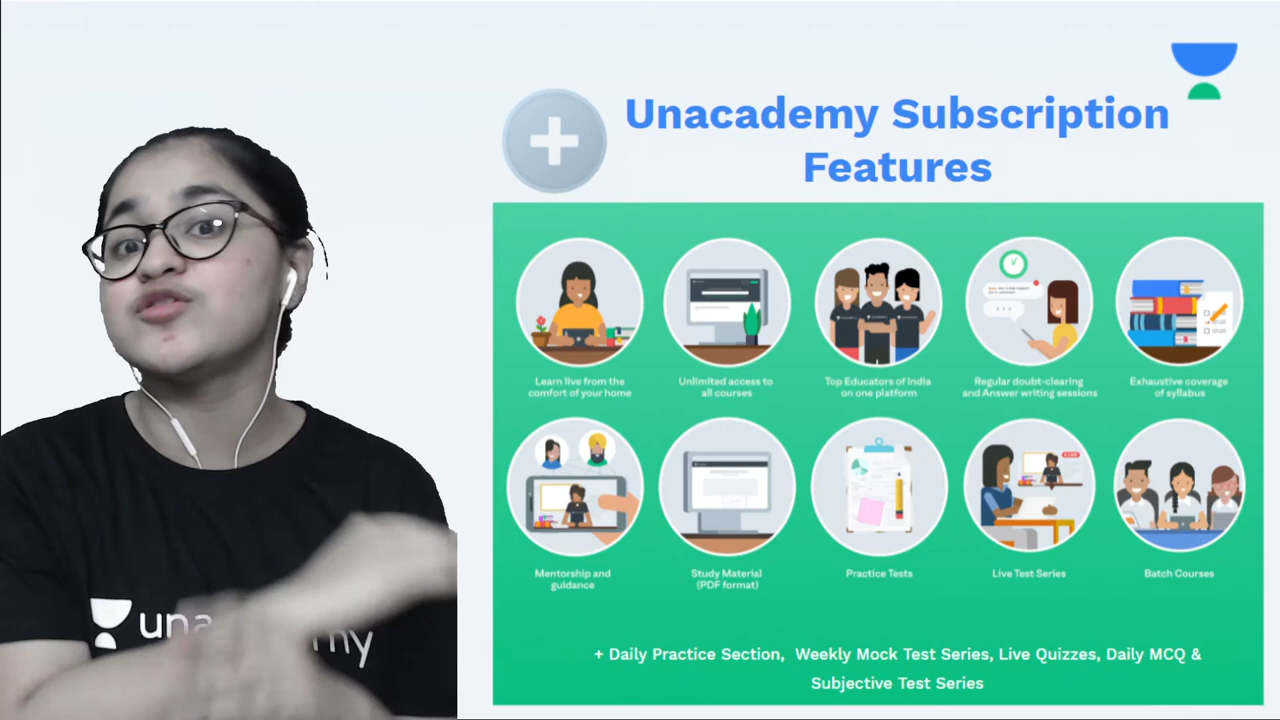 Unacademy Subscription
Features
Learn live from the
comfort of your home
Unlimited access to
all courses
Top Educators of India
on one platform
Regular doubt-clearing
and Answer writing sessions
Exhaustive coverage
of syllabus
Mentorship and
guidance
Study Material
(PDF format)
Practice Tests
Live Test Series
Batch Courses
+ Daily Practice Section, Weekly Mock Test Series, Live Quizzes, Daily MCQ &
Subjective Test Series